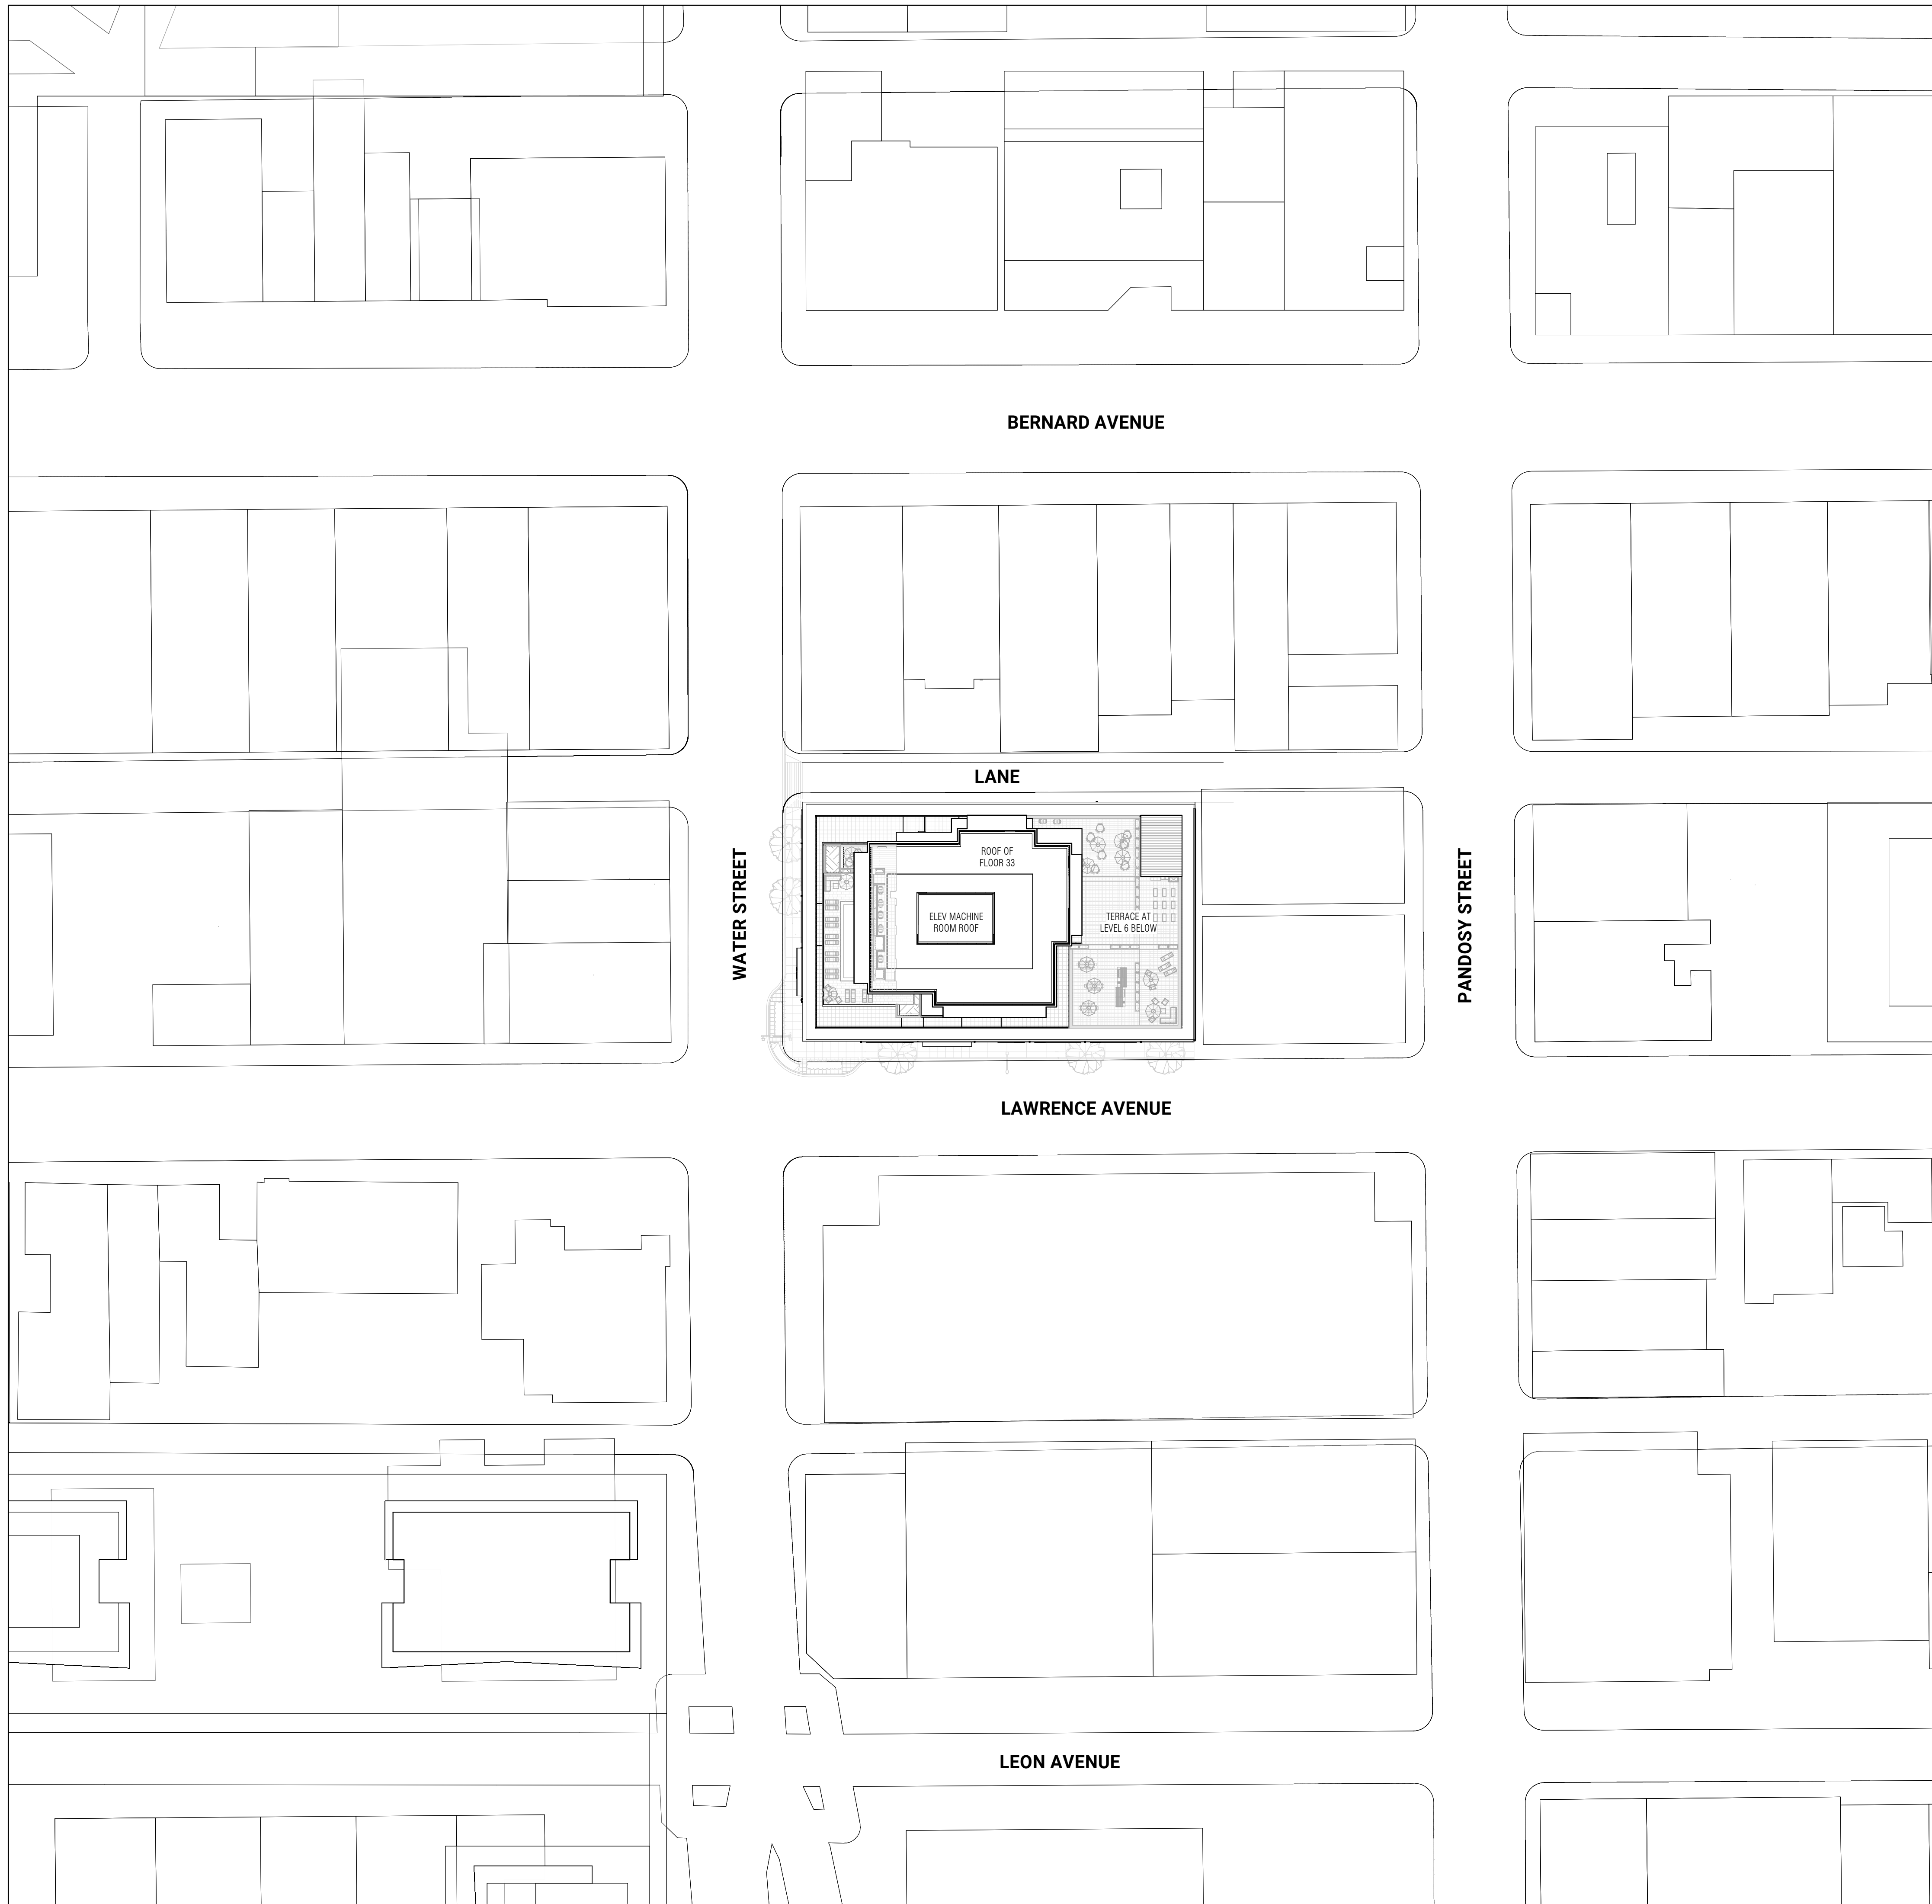 BERNARD AVENUE
LANE
ROOF OF
FLOOR 33
WATER STREET
ELEV MACHINE
ROOM ROOF
TERRACE AT
LEVEL 6 BELOW
PANDOSY STREET
LAWRENCE AVENUE
LEON AVENUE